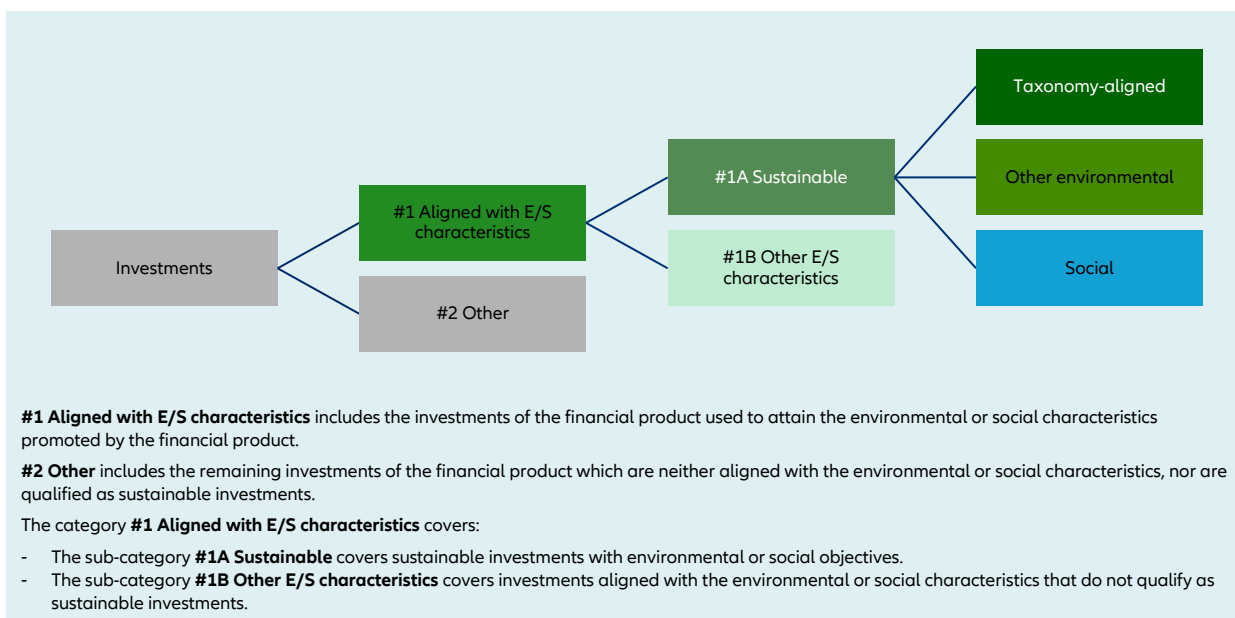 Taxonomy-aligned
#1A Sustainable
Other environmental
#1 Aligned with E/S
characteristics
Investments
#1B Other E/S
characteristics
Social
#2 Other
#1 Aligned with E/S characteristics includes the investments of the financial product used to attain the environmental or social characteristics
promoted by the financial product.
#2 Other includes the remaining investments of the financial product which are neither aligned with the environmental or social characteristics, nor are
qualified as sustainable investments.
The category #1 Aligned with E/S characteristics covers:
- The sub-category #1A Sustainable covers sustainable investments with environmental or social objectives.
- The sub-category #1B Other E/S characteristics covers investments aligned with the environmental or social characteristics that do not qualify as
sustainable investments.